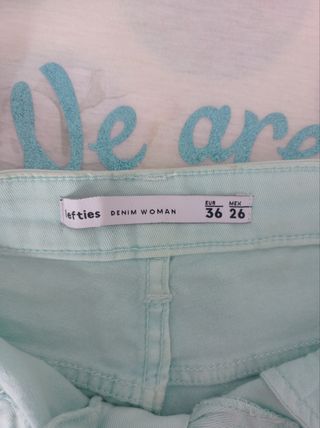 We are
lefties DENIM WOMAN EUR 36 MEX 26